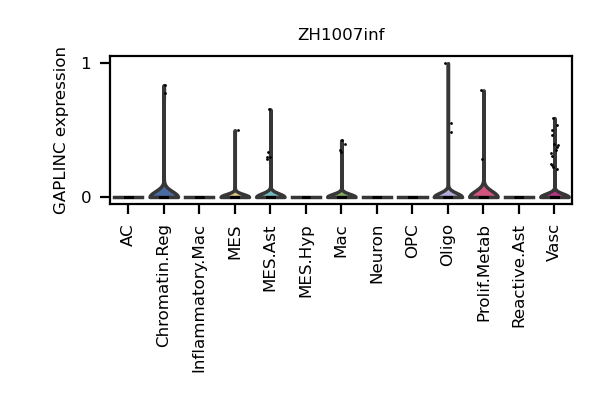 ZH1007inf
GAPLINC expression
1
0
AC
Chromatin.Reg
Inflammatory.Mac
MES
MES.Ast
MES.Hyp
Mac
Neuron
OPC
Oligo
Prolif.Metab
Reactive.Ast
Vasc